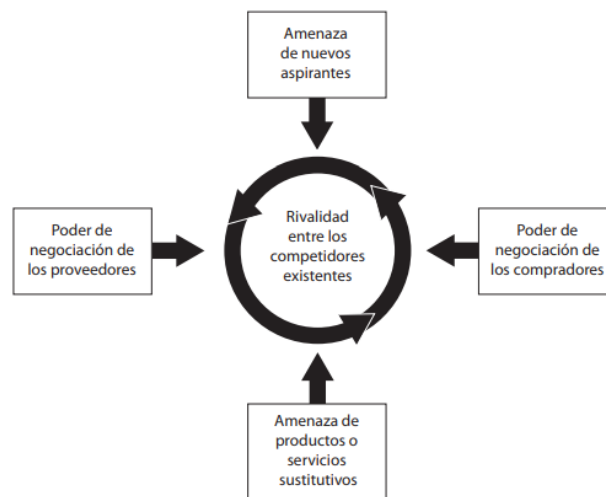 Amenaza
de nuevos
aspirantes
Poder de
negociación de
los proveedores
Rivalidad
entre los
competidores
existentes
Poder de
negociación de
los compradores
Amenaza de
productos o
servicios
sustitutivos